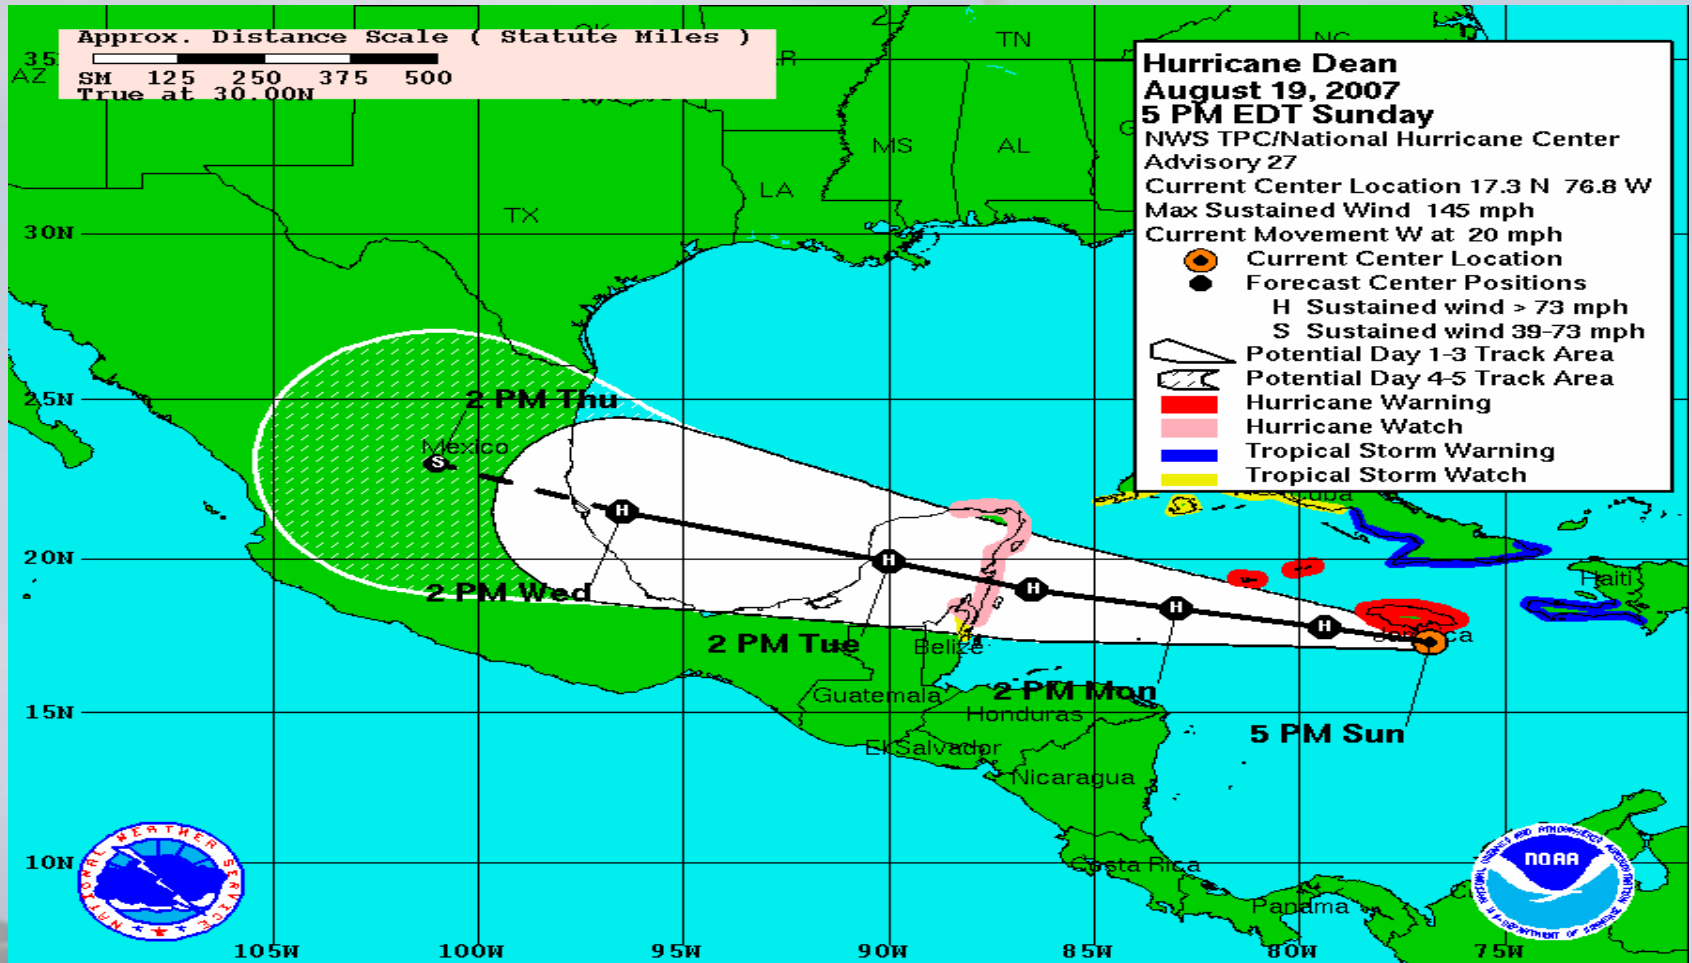 Approx. Distance Scale ( Statute Miles )
SM 125 250 375 500
True at 30.00N
Hurricane Dean
August 19, 2007
5 PM EDT Sunday
NWS TPC/National Hurricane Center
Advisory 27
Current Center Location 17.3 N 76.8 W
Max Sustained Wind 145 mph
Current Movement W at 20 mph
Current Center Location
Forecast Center Positions
H Sustained wind > 73 mph
S Sustained wind 39-73 mph
Potential Day 1-3 Track Area
Potential Day 4-5 Track Area
Hurricane Warning
Hurricane Watch
Tropical Storm Warning
Tropical Storm Watch
35
AZ
TN
NC
MS
AL
LA
TX
30N
25N
2 PM Thu
Mexico
S
H
20N
H
H
H
H
Cuba
Haiti
2 PM Wed
2 PM Tue
Belize
Jamaica
Guatemala
2 PM Mon
15N
Honduras
5 PM Sun
El Salvador
Nicaragua
10N
Costa Rica
Panama
NATIONAL WEATHER SERVICE
NOAA
105W 100W 95W 90W 85W 80W 75W